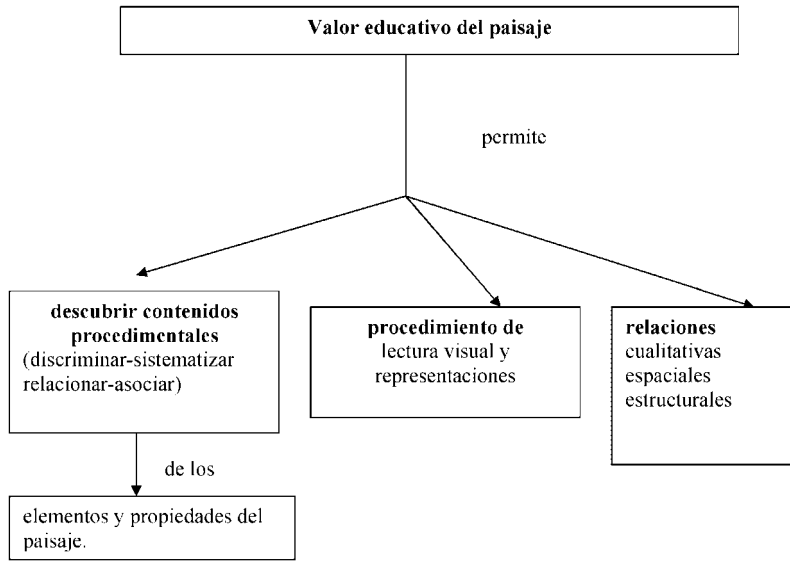 Valor educativo del paisaje
permite
descubrir contenidos
procedimentales
(discriminar-sistematizar
relacionar-asociar)
procedimiento de
lectura visual y
representaciones
relaciones
cualitativas
espaciales
estructurales
de los
elementos y propiedades del
paisaje.